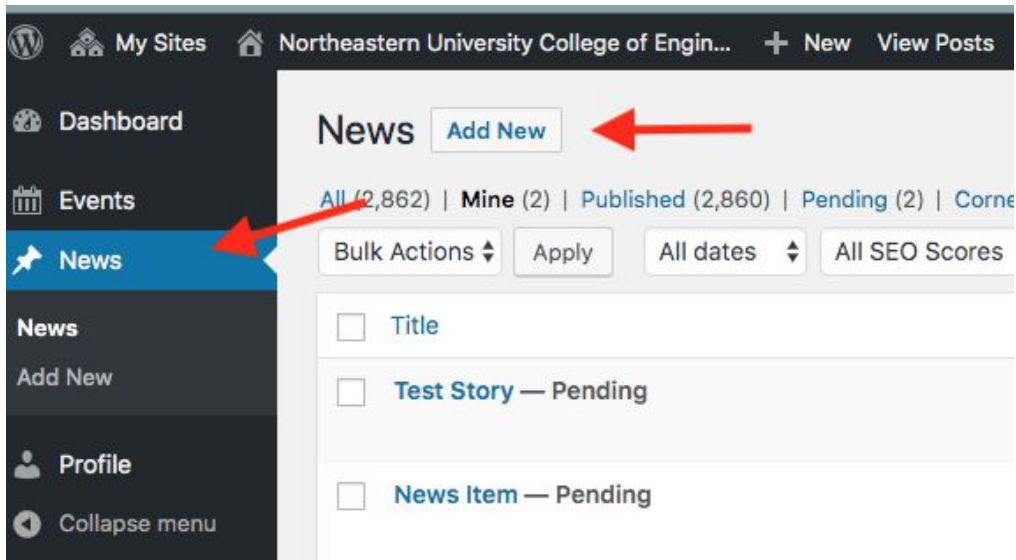 My Sites Northeastern University College of Engin... New View Posts
Dashboard
Events
News
News
Add New
Profile
Collapse menu
News Add New
All (2,862) | Mine (2) | Published (2,860) | Pending (2) | Corne
Bulk Actions Apply All dates All SEO Scores
Title
Test Story — Pending
News Item — Pending